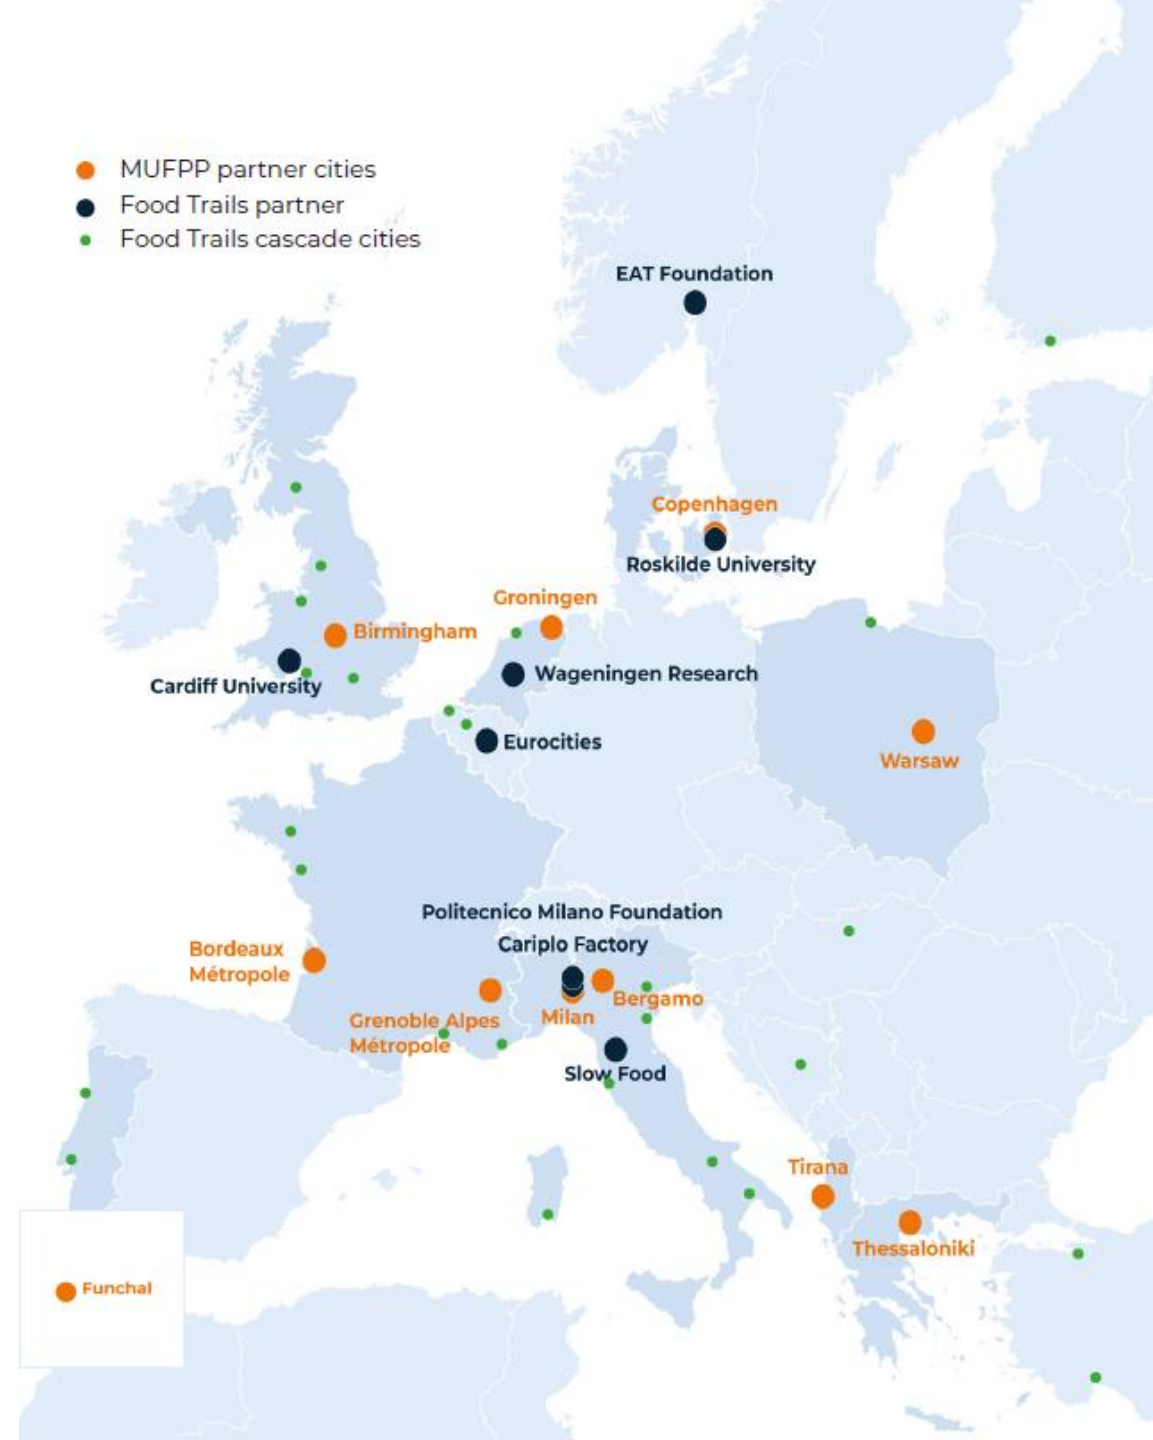 MUFPP partner cities
Food Trails partner
Food Trails cascade cities
EAT Foundation
Copenhagen
Roskilde University
Groningen
Birmingham
Wageningen Research
Cardiff University
Eurocities
Warsaw
Politecnico Milano Foundation
Cariplo Factory
Bordeaux
Métropole
Bergamo
Milan
Grenoble Alpes
Métropole
Slow Food
Tirana
Thessaloniki
Funchal